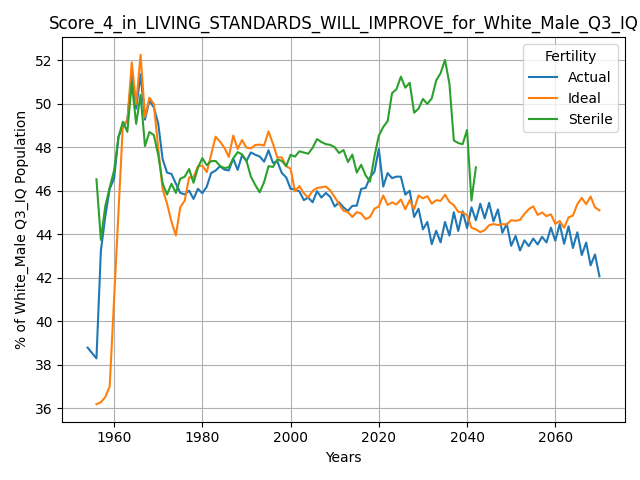 Score_4_in_LIVING_STANDARDS_WILL_IMPROVE_for_White_Male_Q3_IQ
% of White_Male Q3_IQ Population
52
50
48
46
44
42
40
38
36
Fertility
Actual
Ideal
Sterile
1960
1980
2000
2020
2040
2060
Years